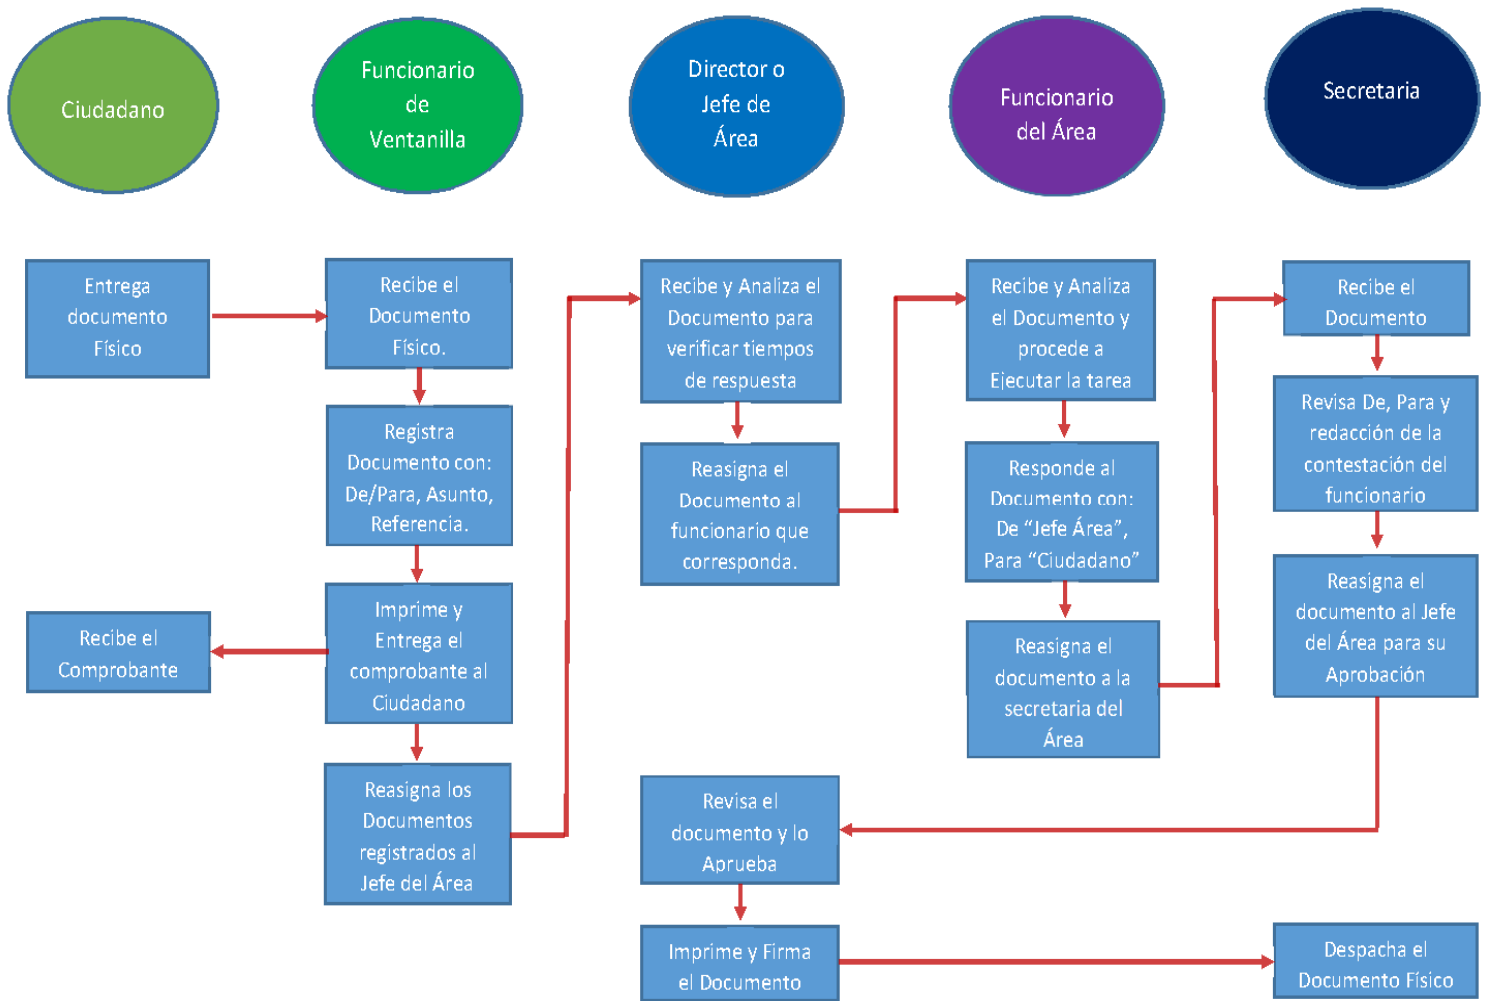 Ciudadano
Funcionario
de
Ventanilla
Director o
Jefe de
Área
Funcionario
del Área
Secretaria
Entrega
documento
Físico
Recibe el
Documento
Físico.
Registra
Documento con:
De/Para, Asunto,
Referencia.
Imprime y
Entrega el
comprobante al
Ciudadano
Recibe el
Comprobante
Reasigna los
Documentos
registrados al
Jefe del Área
Recibe y Analiza el
Documento para
verificar tiempos
de respuesta
Reasigna el
Documento al
funcionario que
corresponda.
Recibe y Analiza
el Documento y
procede a
Ejecutar la tarea
Responde al
Documento con:
De “Jefe Área”,
Para “Ciudadano”
Reasigna el
documento a la
secretaria del
Área
Recibe el
Documento
Revisa De, Para y
redacción de la
contestación del
funcionario
Reasigna el
documento al Jefe
del Área para su
Aprobación
Revisa el
documento y lo
Aprueba
Imprime y Firma
el Documento
Despacha el
Documento Físico